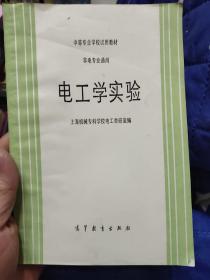 中等专业学校试用教材
非电专业通用
电工学实验
上海机械专科学校电工教研室编
高等教育出版社